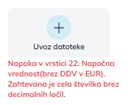 Uvoz datoteke
Napaka v vrstici 22: Napačna
vrednost(brez DDV v EUR).
Zahtevana je cela številka brez
decimalnih ločil.